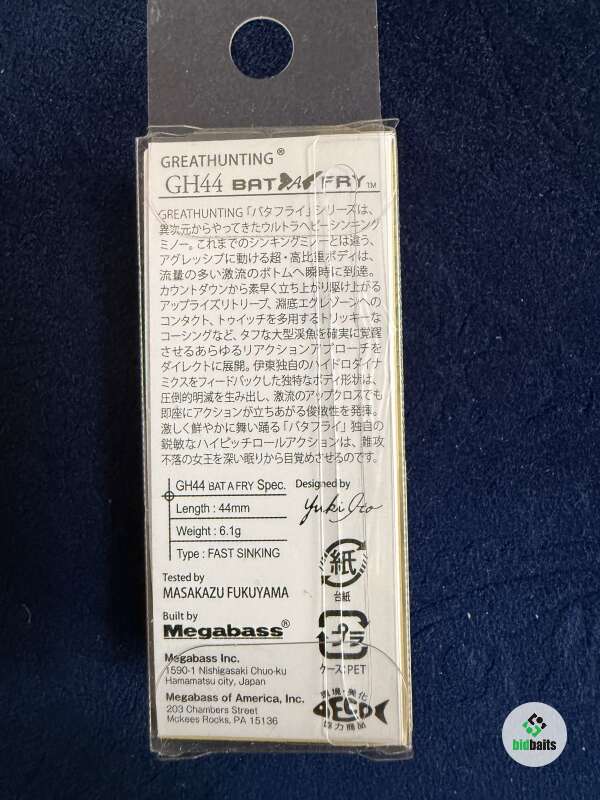 GREATHUNTING®
GH44 BAT A FRY™
GREATHUNTING「バタフライ」シリーズは、
異次元からやってきたウルトラヘビーシンキング
ミノー。これまでのシンキングミノーとは違う、
アグレッシブに動ける超・高比重ボディは、
流量の多い激流のボトムへ瞬時に到達。
カウントダウンから素早く立ち上がり駆け上がる
アップライズリトリーブ、淵底エグレゾーンへの
コンタクト、トゥイッチを多用するトリッキーな
コーシングなど、タフな大型渓魚を確実に覚醒
させるあらゆるリアクションアプローチを
ダイレクトに展開。伊東独自のハイドロダイナ
ミクスをフィードバックした独特なボディ形状は、
圧倒的明滅を生み出し、激流のアップクロスでも
即座にアクションが立ちあがる俊敏性を発揮。
激しく鮮やかに舞い踊る「バタフライ」独自の
鋭敏なハイピッチロールアクションは、難攻
不落の女王を深い眠りから目覚めさせるのです。
GH44 BAT A FRY Spec.
Length : 44mm
Weight : 6.1g
Type : FAST SINKING
Designed by
Yuki Ito
Tested by
MASAKAZU FUKUYAMA
Built by
Megabass®
Megabass Inc.
1590-1 Nishigasaki Chuo-ku
Hamamatsu city, Japan
Megabass of America, Inc.
203 Chambers Street
Mckees Rocks, PA 15136
紙
台紙
プラ
ケース:PET
環境・美化
協力商品
bidbaits